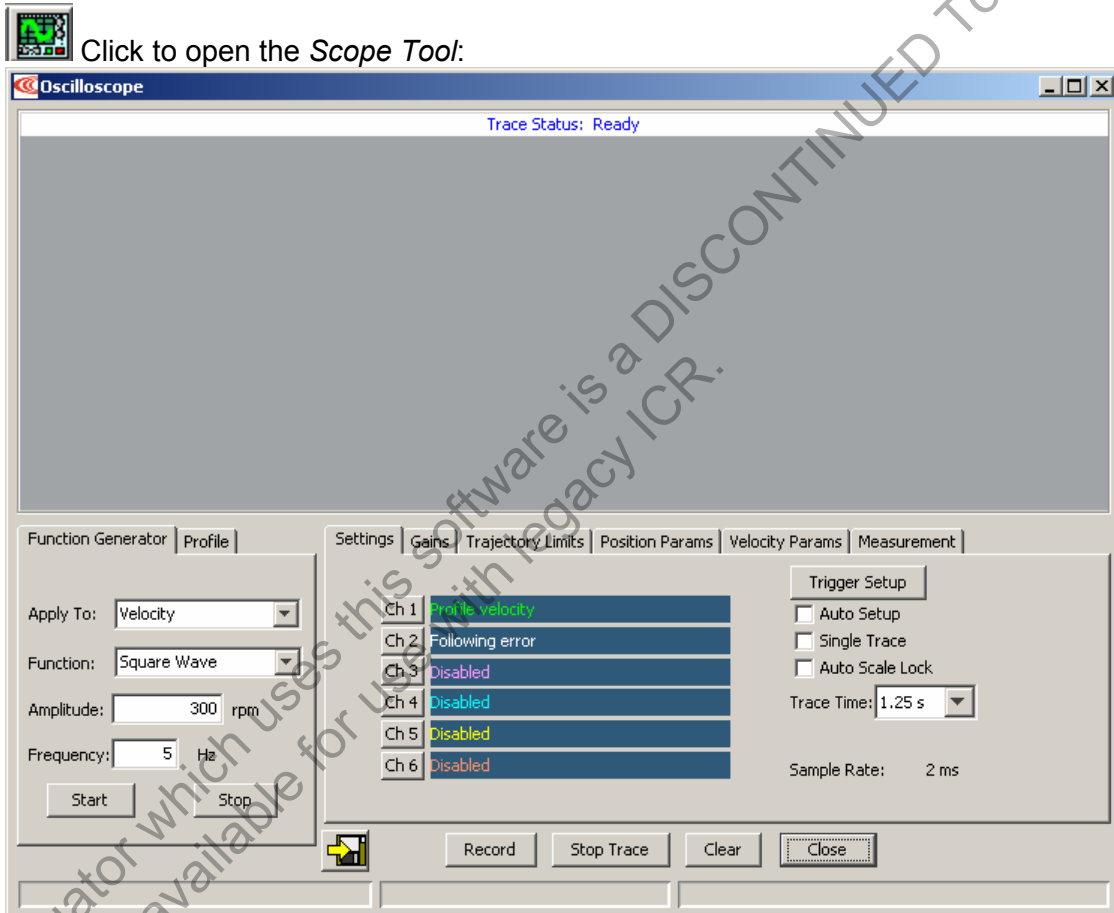 Click to open the Scope Tool:
Oscilloscope
Trace Status: Ready
Function Generator Profile
Apply To: Velocity
Function: Square Wave
Amplitude: 300 rpm
Frequency: 5 Hz
Start Stop
Settings Gains Trajectory Limits Position Params Velocity Params Measurement
Ch 1 Profile velocity
Ch 2 Following error
Ch 3 Disabled
Ch 4 Disabled
Ch 5 Disabled
Ch 6 Disabled
Trigger Setup
Auto Setup
Single Trace
Auto Scale Lock
Trace Time: 1.25 s
Sample Rate: 2 ms
Record Stop Trace Clear Close
which uses this software is a DISCONTINUED
available for use with legacy ICR.